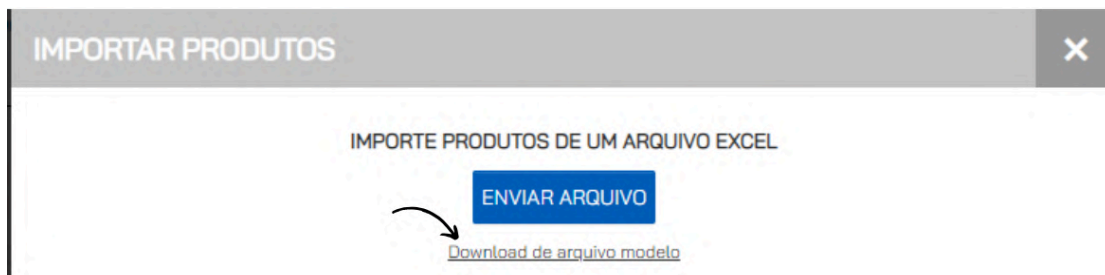 IMPORTAR PRODUTOS
IMPORTE PRODUTOS DE UM ARQUIVO EXCEL
ENVIAR ARQUIVO
Download de arquivo modelo